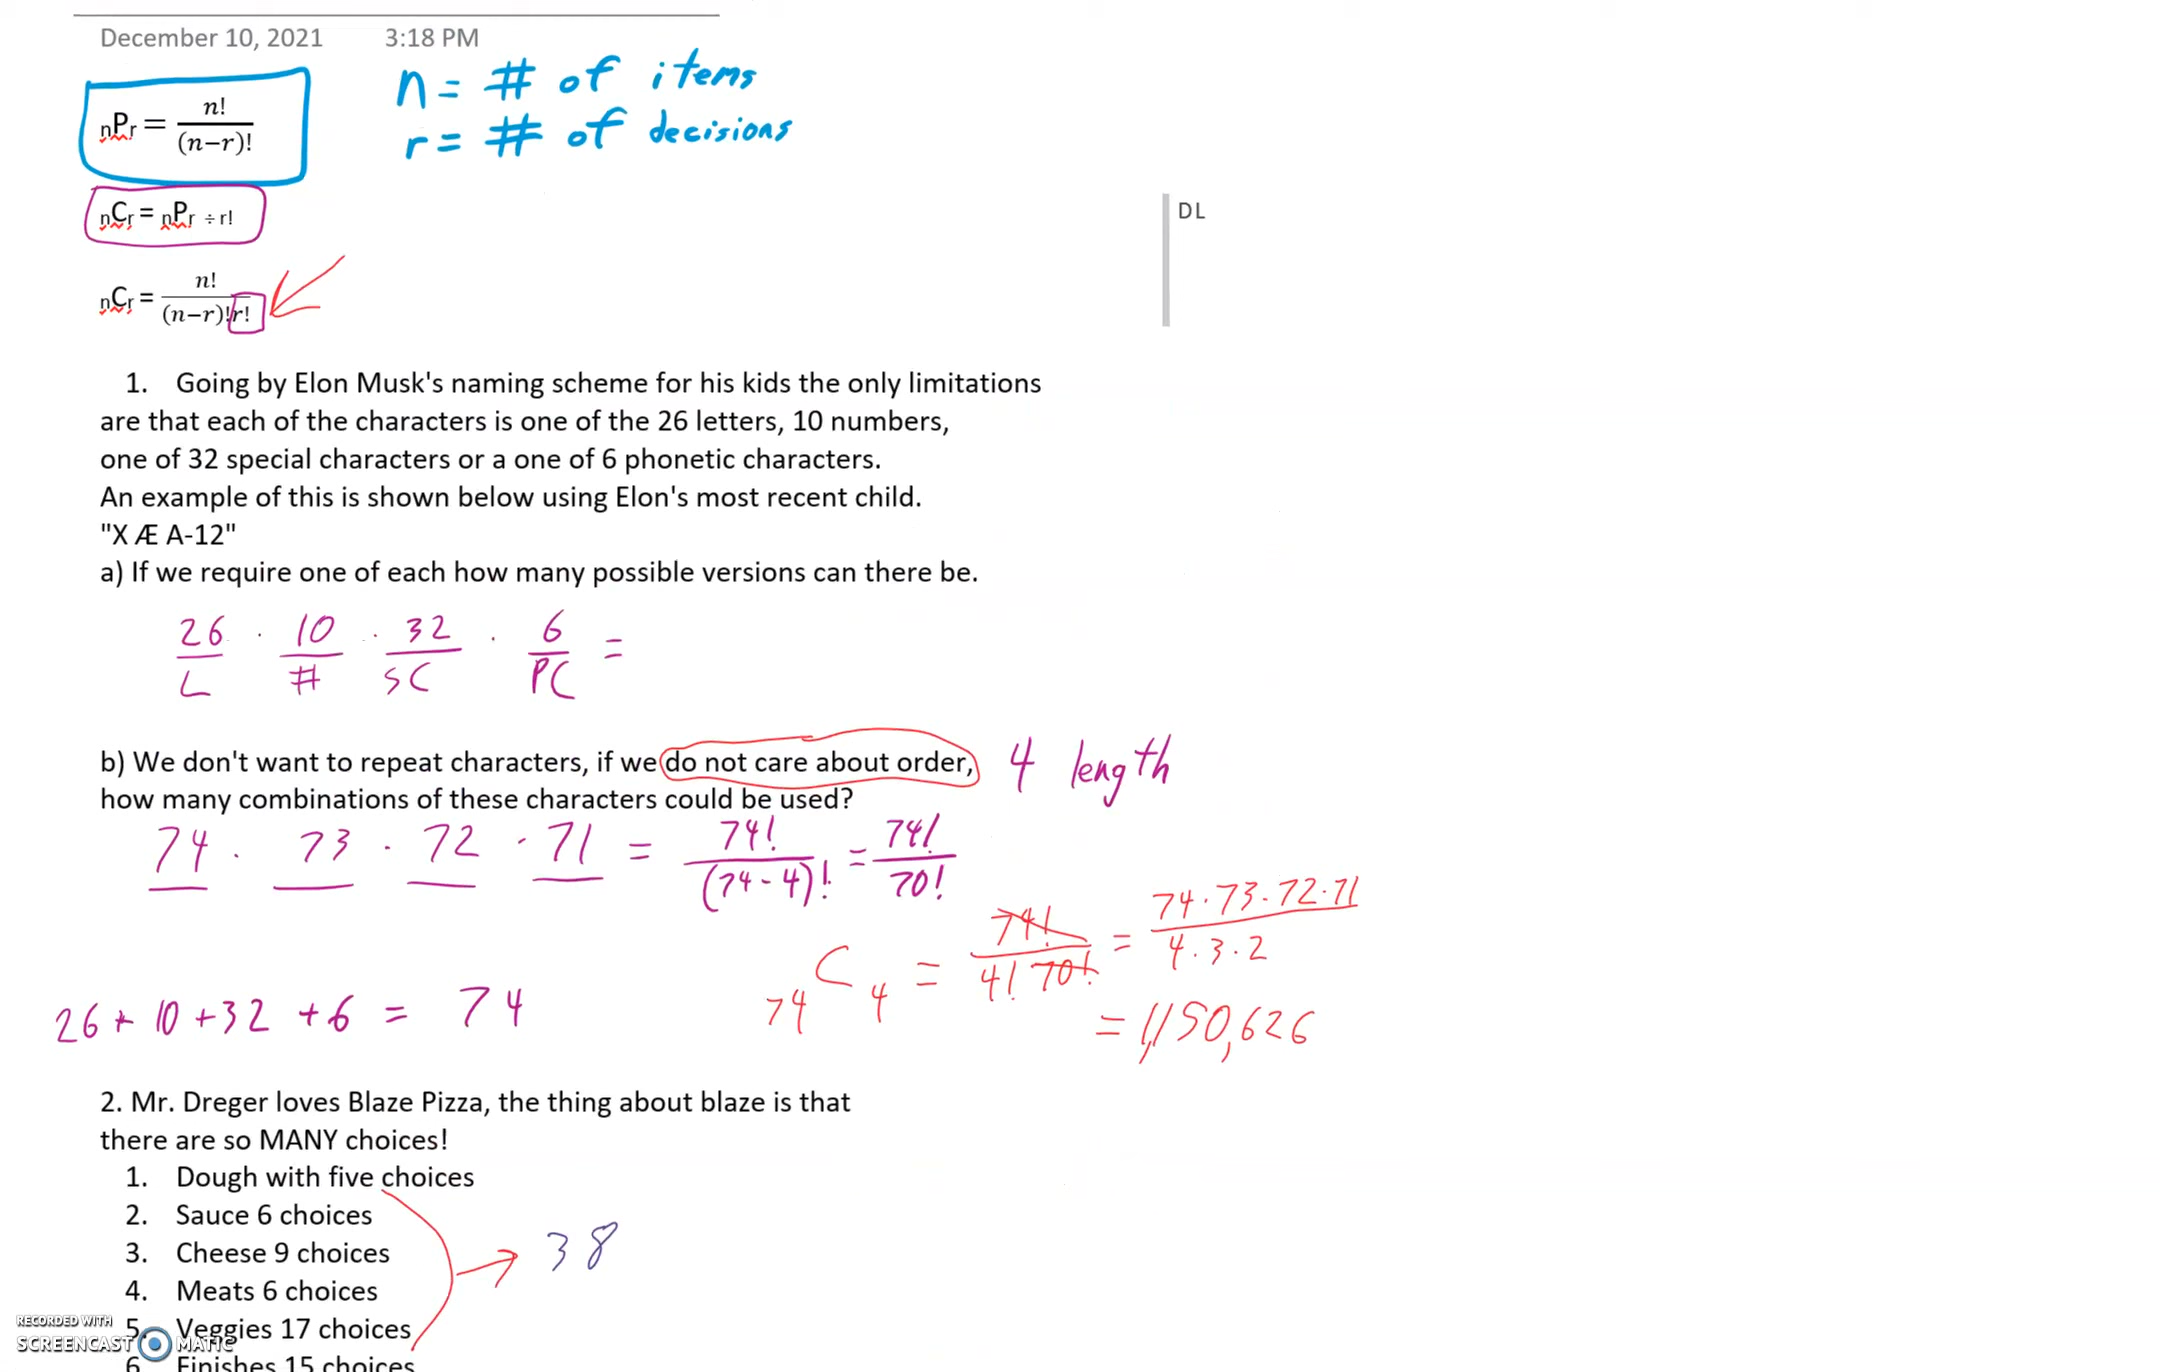 December 10, 2021 3:18 PM
n = # of items
nPr = n!/(n−r)!
r = # of decisions
nCr = nPr ÷ r!
DL
nCr = n!/(n−r)!r!
1. Going by Elon Musk's naming scheme for his kids the only limitations
are that each of the characters is one of the 26 letters, 10 numbers,
one of 32 special characters or a one of 6 phonetic characters.
An example of this is shown below using Elon's most recent child.
"X Æ A-12"
a) If we require one of each how many possible versions can there be.
26 · 10 · 32 · 6 =
L # SC PC
b) We don't want to repeat characters, if we do not care about order, 4 length
how many combinations of these characters could be used?
74 · 73 · 72 · 71 = 74!/(74-4)! = 74!/70!
74C4 = 74!/4! 70! = 74·73·72·71/4·3·2
26 + 10 + 32 + 6 = 74
= 1,150,626
2. Mr. Dreger loves Blaze Pizza, the thing about blaze is that
there are so MANY choices!
1. Dough with five choices
2. Sauce 6 choices
3. Cheese 9 choices
38
4. Meats 6 choices
5. Veggies 17 choices
6. Finishes 15 choices
RECORDED WITH
SCREENCAST MATIC